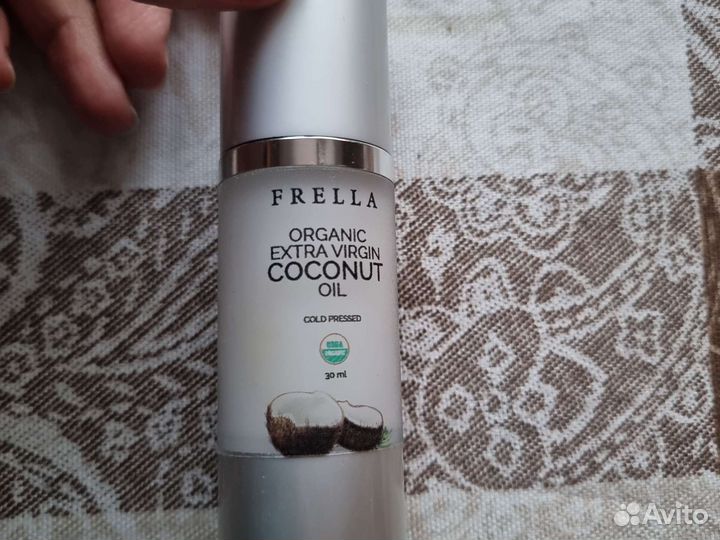 FRELLA
ORGANIC
EXTRA VIRGIN
COCONUT
OIL
COLD PRESSED
USDA
ORGANIC
30 ml
Avito